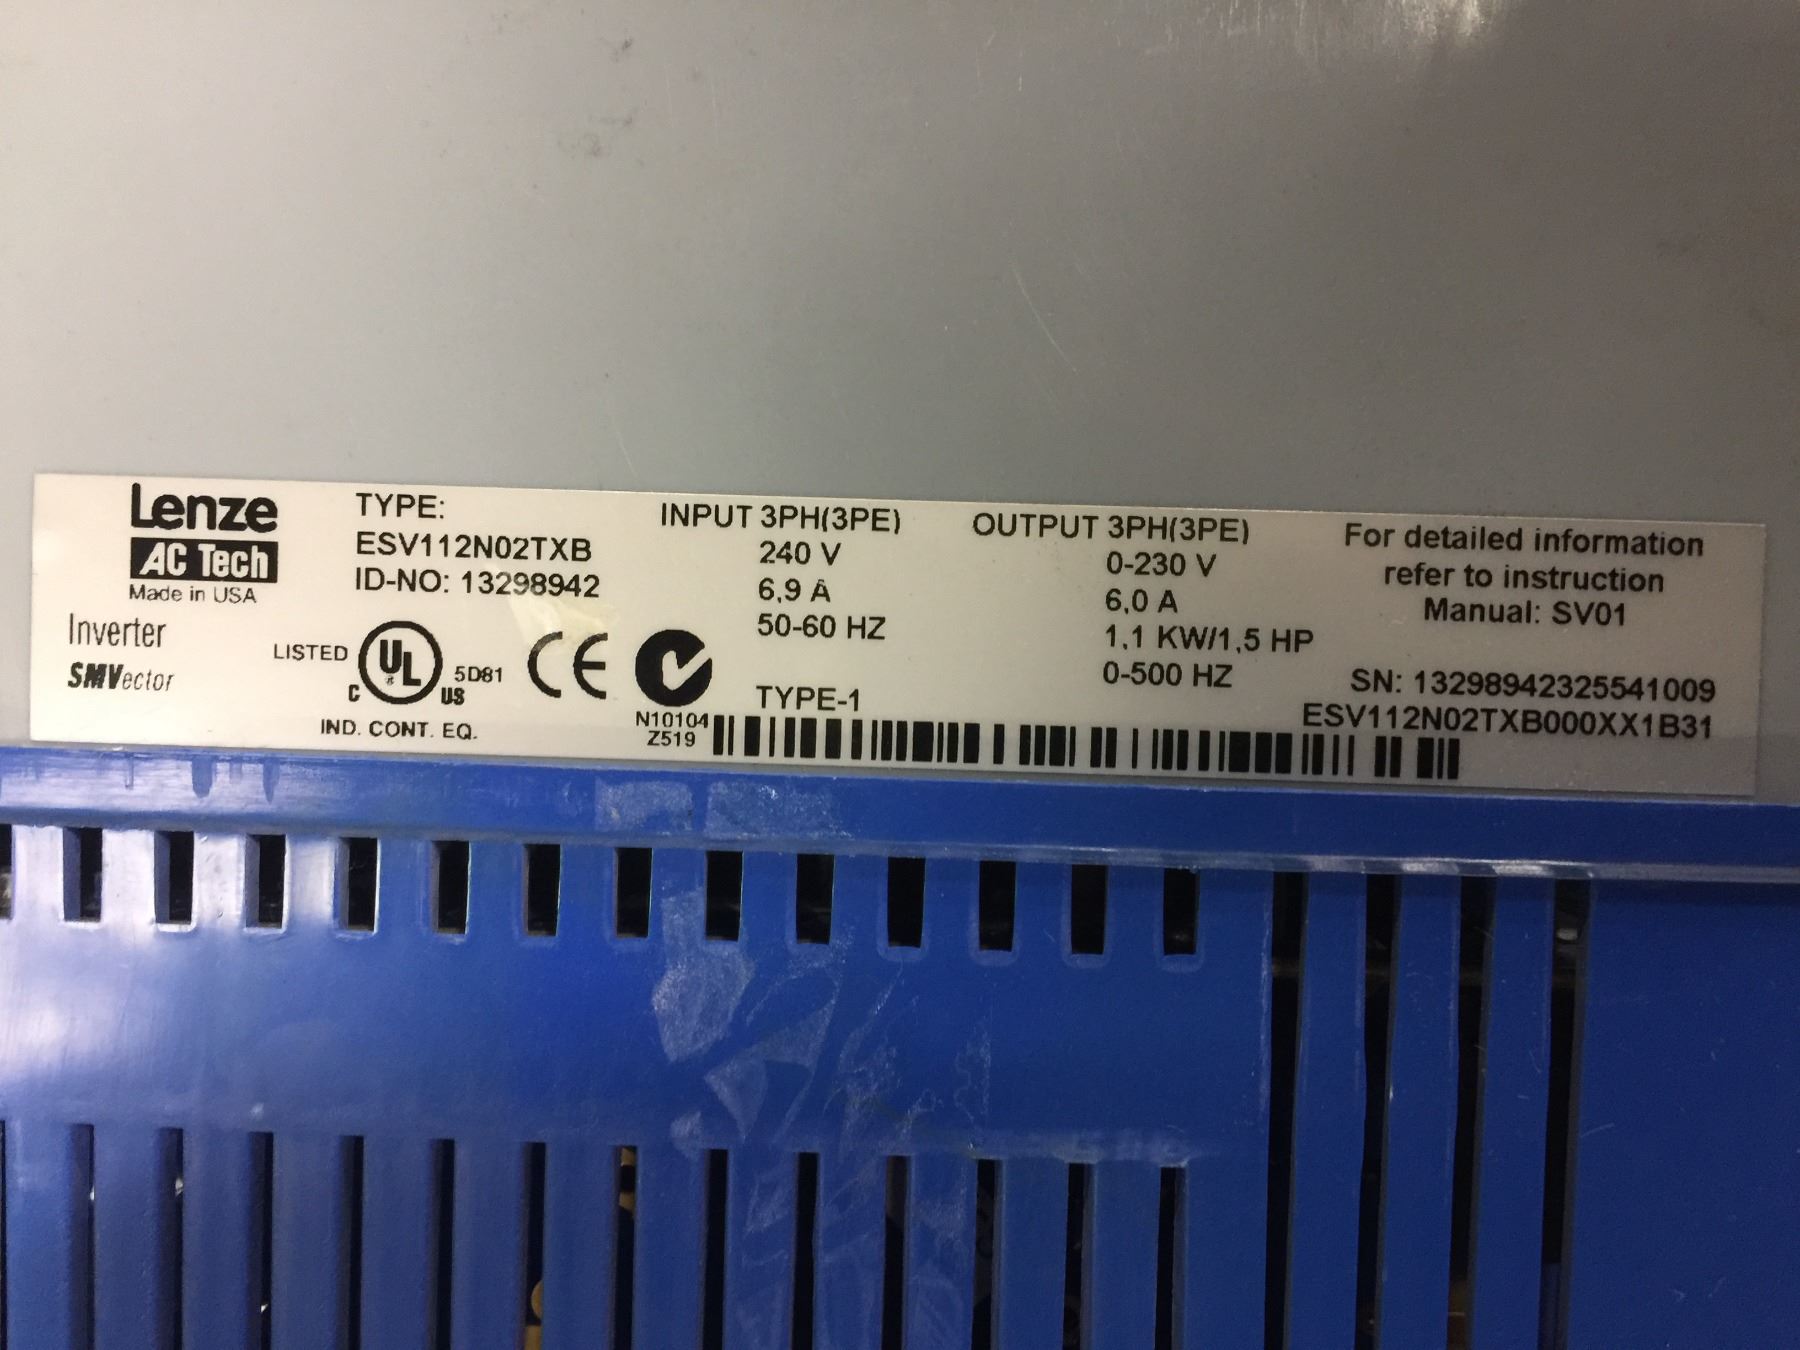 Lenze
AC Tech
Made in USA
Inverter
SMVector
TYPE:
ESV112N02TXB
ID-NO: 13298942
LISTED
UL
C
US
5D81
IND. CONT. EQ.
CE
N10104
Z519
INPUT 3PH(3PE)
240 V
6,9 A
50-60 HZ
TYPE-1
OUTPUT 3PH(3PE)
0-230 V
6,0 A
1,1 KW/1,5 HP
0-500 HZ
For detailed information
refer to instruction
Manual: SV01
SN: 13298942325541009
ESV112N02TXB000XX1B31